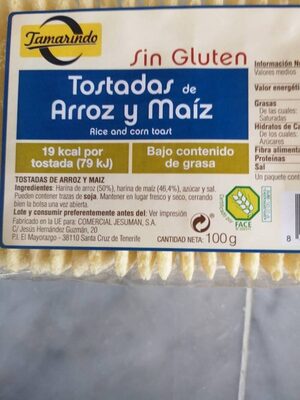 Tamarindo
Sin Gluten
Tostadas de
Arroz y Maíz
Rice and corn toast
19 kcal por
tostada (79 kJ)
Bajo contenido
de grasa
TOSTADAS DE ARROZ Y MAIZ
Ingredientes: Harina de arroz (50%), harina de maíz (46,4%), azúcar y sal.
Pueden contener trazas de soja. Mantener en lugar fresco y seco, cerrando
bien la bolsa una vez abierta.
Lote y consumir preferentemente antes del: Ver impresión
Fabricado en la UE para: COMERCIAL JESUMAN, S.A.
C/ Jesús Hernández Guzmán, 20
P.I. El Mayorazgo - 38110 Santa Cruz de Tenerife
CANTIDAD NETA: 100 g
FACE
Información N
Valores medios
Valor energéti
Grasas
De las cuales:
Saturadas
Hidratos de Ca
De los cuales:
Azúcares
Fibra alimenta
Proteínas
Sal
Un paquete cont
8